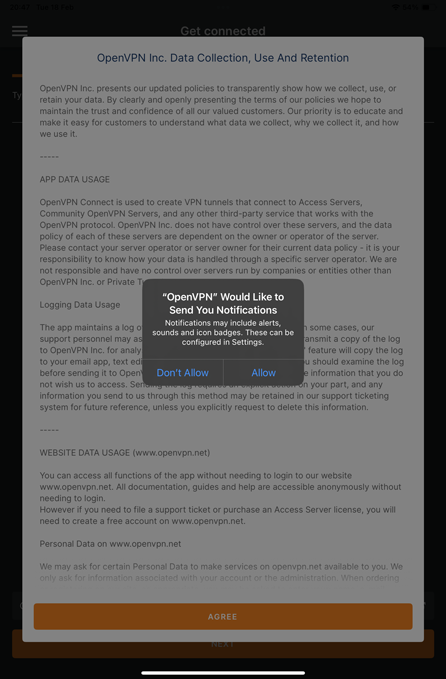 Get connected
OpenVPN Inc. Data Collection, Use And Retention
OpenVPN Inc. presents our updated policies to transparently show how we collect, use, or
retain your data. By clearly and openly presenting the terms of our policies we hope to
maintain the trust and confidence of all our valued customers. Our priority is to educate and
make it easy for customers to understand what data we collect, why we collect it, and how
we use it.
-----
APP DATA USAGE
OpenVPN Connect is used to create VPN tunnels that connect to Access Servers,
Community OpenVPN Servers, and any other third-party service that works with the
OpenVPN protocol. OpenVPN Inc. does not have control over these servers, and the data
policy of each of these servers are dependent on the owner or operator of the server.
Please contact your server operator or server owner for their current data policy - it is your
responsibility to know how your data is handled through a specific server. We are
not responsible and have no control over servers run by companies or entities other than
OpenVPN Inc. or Private T
Logging Data Usage
The app maintains a log o
n some cases, our
support personnel may as
nsmit a copy of the log
to OpenVPN Inc. for analy
feature will copy the log
to your email app, text edi
u should examine the log
before sending it to OpenV
e information that you do
not wish us to access. Sending
on your part, and any
information you send to us through this method may be retained in our support ticketing
system for future reference, unless you explicitly request to delete this information.
“OpenVPN” Would Like to
Send You Notifications
Notifications may include alerts,
sounds and icon badges. These can be
configured in Settings.
Don't Allow
Allow
-----
WEBSITE DATA USAGE (www.openvpn.net)
You can access all functions of the app without needing to login to our website
www.openvpn.net. All documentation, guides and help are accessible anonymously without
needing to login.
However if you need to file a support ticket or purchase an Access Server license, you will
need to create a free account on www.openvpn.net.
Personal Data on www.openvpn.net
We may ask for certain Personal Data to make services on openvpn.net available to you. We
only ask for information associated with your account or the administration. When ordering
AGREE
NEXT